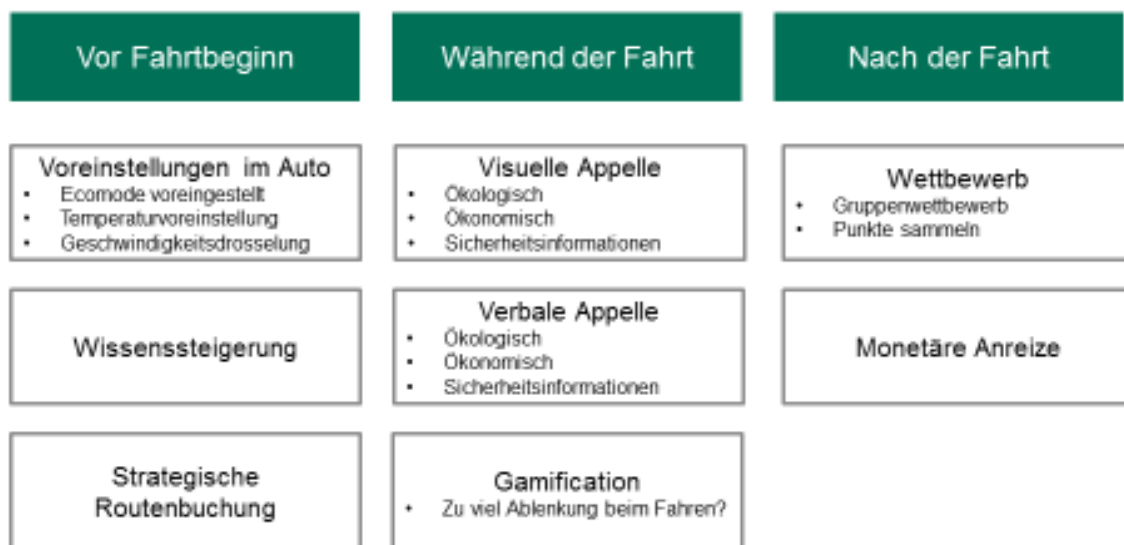 Vor Fahrtbeginn
Während der Fahrt
Nach der Fahrt
Voreinstellungen im Auto
• Ecomode voreingestellt
• Temperaturvoreinstellung
• Geschwindigkeitsdrosselung
Visuelle Appelle
• Ökologisch
• Ökonomisch
• Sicherheitsinformationen
Wettbewerb
• Gruppenwettbewerb
• Punkte sammeln
Wissenssteigerung
Verbale Appelle
• Ökologisch
• Ökonomisch
• Sicherheitsinformationen
Monetäre Anreize
Strategische
Routenbuchung
Gamification
• Zu viel Ablenkung beim Fahren?